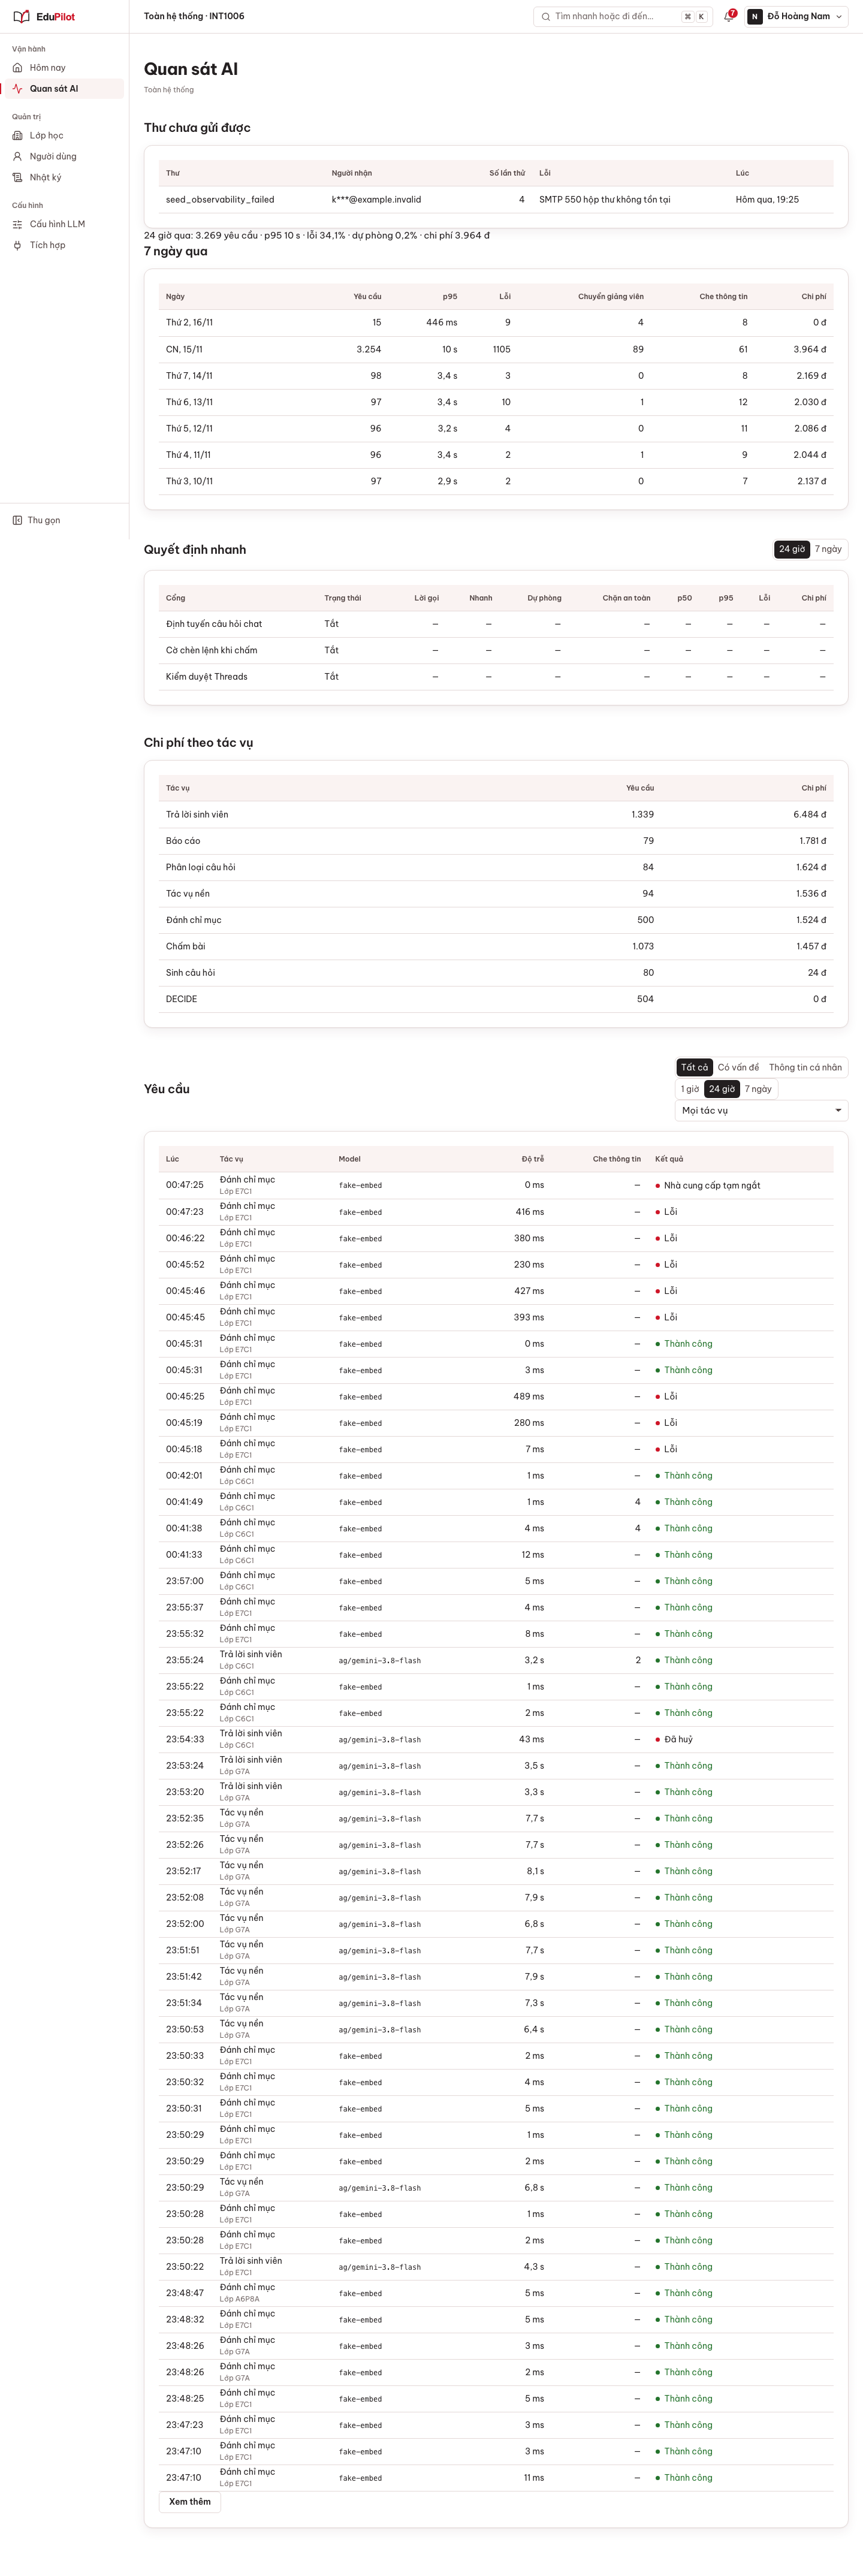 EduPilot
Toàn hệ thống · INT1006
Tìm nhanh hoặc đi đến...
⌘ K
7
N Đỗ Hoàng Nam
Vận hành
Hôm nay
Quan sát AI
Quản trị
Lớp học
Người dùng
Nhật ký
Cấu hình
Cấu hình LLM
Tích hợp
Thu gọn
Quan sát AI
Toàn hệ thống
Thư chưa gửi được
Thư Người nhận Số lần thử Lỗi Lúc
seed_observability_failed k***@example.invalid 4 SMTP 550 hộp thư không tồn tại Hôm qua, 19:25
24 giờ qua: 3.269 yêu cầu · p95 10 s · lỗi 34,1% · dự phòng 0,2% · chi phí 3.964 đ
7 ngày qua
Ngày Yêu cầu p95 Lỗi Chuyển giảng viên Che thông tin Chi phí
Thứ 2, 16/11 15 446 ms 9 4 8 0 đ
CN, 15/11 3.254 10 s 1105 89 61 3.964 đ
Thứ 7, 14/11 98 3,4 s 3 0 8 2.169 đ
Thứ 6, 13/11 97 3,4 s 10 1 12 2.030 đ
Thứ 5, 12/11 96 3,2 s 4 0 11 2.086 đ
Thứ 4, 11/11 96 3,4 s 2 1 9 2.044 đ
Thứ 3, 10/11 97 2,9 s 2 0 7 2.137 đ
Quyết định nhanh
24 giờ 7 ngày
Cổng Trạng thái Lời gọi Nhanh Dự phòng Chặn an toàn p50 p95 Lỗi Chi phí
Định tuyến câu hỏi chat Tắt — — — — — — — —
Cờ chèn lệnh khi chấm Tắt — — — — — — — —
Kiểm duyệt Threads Tắt — — — — — — — —
Chi phí theo tác vụ
Tác vụ Yêu cầu Chi phí
Trả lời sinh viên 1.339 6.484 đ
Báo cáo 79 1.781 đ
Phân loại câu hỏi 84 1.624 đ
Tác vụ nền 94 1.536 đ
Đánh chỉ mục 500 1.524 đ
Chấm bài 1.073 1.457 đ
Sinh câu hỏi 80 24 đ
DECIDE 504 0 đ
Yêu cầu
Tất cả Có vấn đề Thông tin cá nhân
1 giờ 24 giờ 7 ngày
Mọi tác vụ
Lúc Tác vụ Model Độ trễ Che thông tin Kết quả
00:47:25 Đánh chỉ mục fake-embed 0 ms — Nhà cung cấp tạm ngắt
Lớp E7C1
00:47:23 Đánh chỉ mục fake-embed 416 ms — Lỗi
Lớp E7C1
00:46:22 Đánh chỉ mục fake-embed 380 ms — Lỗi
Lớp E7C1
00:45:52 Đánh chỉ mục fake-embed 230 ms — Lỗi
Lớp E7C1
00:45:46 Đánh chỉ mục fake-embed 427 ms — Lỗi
Lớp E7C1
00:45:45 Đánh chỉ mục fake-embed 393 ms — Lỗi
Lớp E7C1
00:45:31 Đánh chỉ mục fake-embed 0 ms — Thành công
Lớp E7C1
00:45:31 Đánh chỉ mục fake-embed 3 ms — Thành công
Lớp E7C1
00:45:25 Đánh chỉ mục fake-embed 489 ms — Lỗi
Lớp E7C1
00:45:19 Đánh chỉ mục fake-embed 280 ms — Lỗi
Lớp E7C1
00:45:18 Đánh chỉ mục fake-embed 7 ms — Lỗi
Lớp E7C1
00:42:01 Đánh chỉ mục fake-embed 1 ms — Thành công
Lớp C6C1
00:41:49 Đánh chỉ mục fake-embed 1 ms 4 Thành công
Lớp C6C1
00:41:38 Đánh chỉ mục fake-embed 4 ms 4 Thành công
Lớp C6C1
00:41:33 Đánh chỉ mục fake-embed 12 ms — Thành công
Lớp C6C1
23:57:00 Đánh chỉ mục fake-embed 5 ms — Thành công
Lớp C6C1
23:55:37 Đánh chỉ mục fake-embed 4 ms — Thành công
Lớp E7C1
23:55:32 Đánh chỉ mục fake-embed 8 ms — Thành công
Lớp E7C1
23:55:24 Trả lời sinh viên ag/gemini-3.8-flash 3,2 s 2 Thành công
Lớp C6C1
23:55:22 Đánh chỉ mục fake-embed 1 ms — Thành công
Lớp C6C1
23:55:22 Đánh chỉ mục fake-embed 2 ms — Thành công
Lớp C6C1
23:54:33 Trả lời sinh viên ag/gemini-3.8-flash 43 ms — Đã huỷ
Lớp C6C1
23:53:24 Trả lời sinh viên ag/gemini-3.8-flash 3,5 s — Thành công
Lớp G7A
23:53:20 Trả lời sinh viên ag/gemini-3.8-flash 3,3 s — Thành công
Lớp G7A
23:52:35 Tác vụ nền ag/gemini-3.8-flash 7,7 s — Thành công
Lớp G7A
23:52:26 Tác vụ nền ag/gemini-3.8-flash 7,7 s — Thành công
Lớp G7A
23:52:17 Tác vụ nền ag/gemini-3.8-flash 8,1 s — Thành công
Lớp G7A
23:52:08 Tác vụ nền ag/gemini-3.8-flash 7,9 s — Thành công
Lớp G7A
23:52:00 Tác vụ nền ag/gemini-3.8-flash 6,8 s — Thành công
Lớp G7A
23:51:51 Tác vụ nền ag/gemini-3.8-flash 7,7 s — Thành công
Lớp G7A
23:51:42 Tác vụ nền ag/gemini-3.8-flash 7,9 s — Thành công
Lớp G7A
23:51:34 Tác vụ nền ag/gemini-3.8-flash 7,3 s — Thành công
Lớp G7A
23:50:53 Tác vụ nền ag/gemini-3.8-flash 6,4 s — Thành công
Lớp G7A
23:50:33 Đánh chỉ mục fake-embed 2 ms — Thành công
Lớp E7C1
23:50:32 Đánh chỉ mục fake-embed 4 ms — Thành công
Lớp E7C1
23:50:31 Đánh chỉ mục fake-embed 5 ms — Thành công
Lớp E7C1
23:50:29 Đánh chỉ mục fake-embed 1 ms — Thành công
Lớp E7C1
23:50:29 Đánh chỉ mục fake-embed 2 ms — Thành công
Lớp E7C1
23:50:29 Tác vụ nền ag/gemini-3.8-flash 6,8 s — Thành công
Lớp G7A
23:50:28 Đánh chỉ mục fake-embed 1 ms — Thành công
Lớp E7C1
23:50:28 Đánh chỉ mục fake-embed 2 ms — Thành công
Lớp E7C1
23:50:22 Trả lời sinh viên ag/gemini-3.8-flash 4,3 s — Thành công
Lớp E7C1
23:48:47 Đánh chỉ mục fake-embed 5 ms — Thành công
Lớp A6P8A
23:48:32 Đánh chỉ mục fake-embed 5 ms — Thành công
Lớp E7C1
23:48:26 Đánh chỉ mục fake-embed 3 ms — Thành công
Lớp G7A
23:48:26 Đánh chỉ mục fake-embed 2 ms — Thành công
Lớp G7A
23:48:25 Đánh chỉ mục fake-embed 5 ms — Thành công
Lớp E7C1
23:47:23 Đánh chỉ mục fake-embed 3 ms — Thành công
Lớp E7C1
23:47:10 Đánh chỉ mục fake-embed 3 ms — Thành công
Lớp E7C1
23:47:10 Đánh chỉ mục fake-embed 11 ms — Thành công
Lớp E7C1
Xem thêm